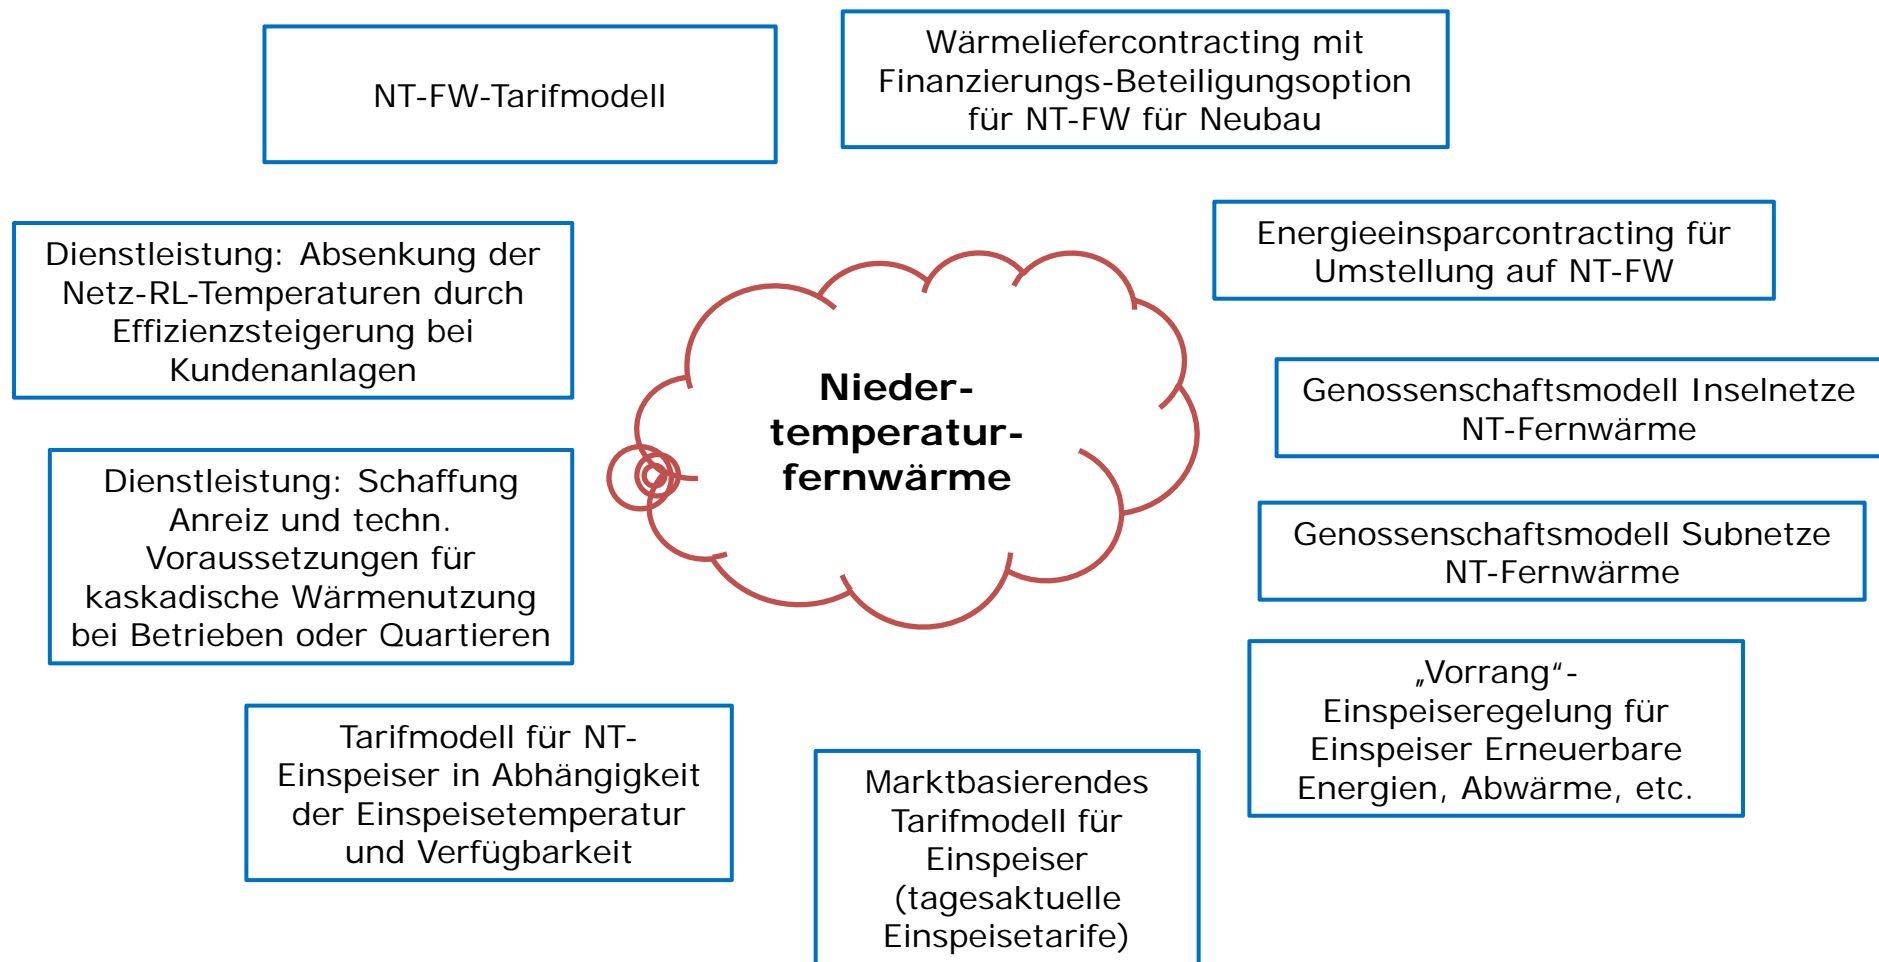 NT-FW-Tarifmodell
Wärmeliefercontracting mit
Finanzierungs-Beteiligungsoption
für NT-FW für Neubau
Dienstleistung: Absenkung der
Netz-RL-Temperaturen durch
Effizienzsteigerung bei
Kundenanlagen
Energieeinsparcontracting für
Umstellung auf NT-FW
Nieder-
temperatur-
fernwärme
Genossenschaftsmodell Inselnetze
NT-Fernwärme
Dienstleistung: Schaffung
Anreiz und techn.
Voraussetzungen für
kaskadische Wärmenutzung
bei Betrieben oder Quartieren
Genossenschaftsmodell Subnetze
NT-Fernwärme
„Vorrang“-
Einspeiseregelung für
Einspeiser Erneuerbare
Energien, Abwärme, etc.
Tarifmodell für NT-
Einspeiser in Abhängigkeit
der Einspeisetemperatur
und Verfügbarkeit
Marktbasierendes
Tarifmodell für
Einspeiser
(tagesaktuelle
Einspeisetarife)